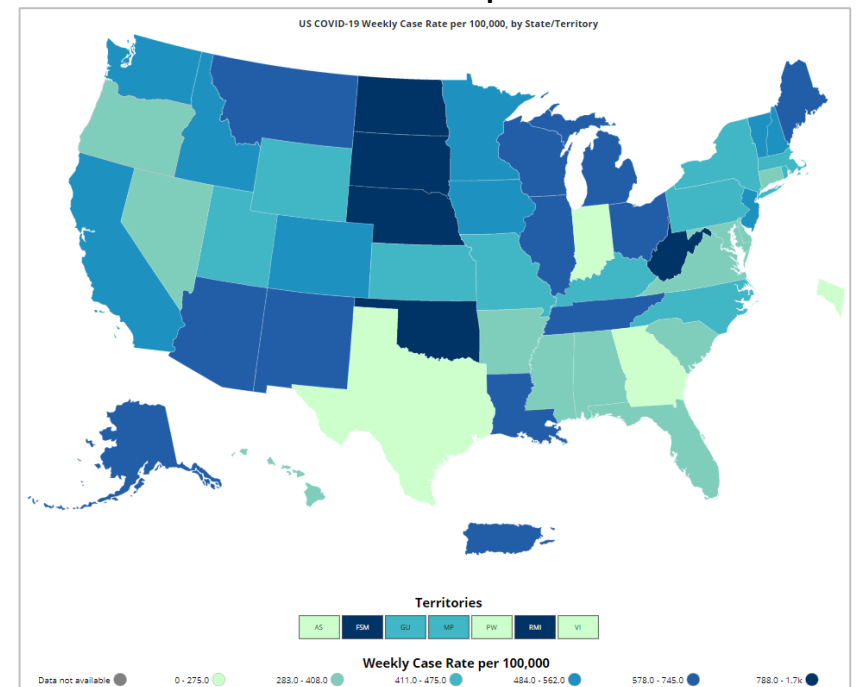 US COVID-19 Weekly Case Rate per 100,000, by State/Territory
Territories
AS FSM GU MP PW RMI VI
Weekly Case Rate per 100,000
Data not available 0 - 275.0 283.0 - 408.0 411.0 - 475.0 484.0 - 562.0 578.0 - 745.0 788.0 - 1.7k